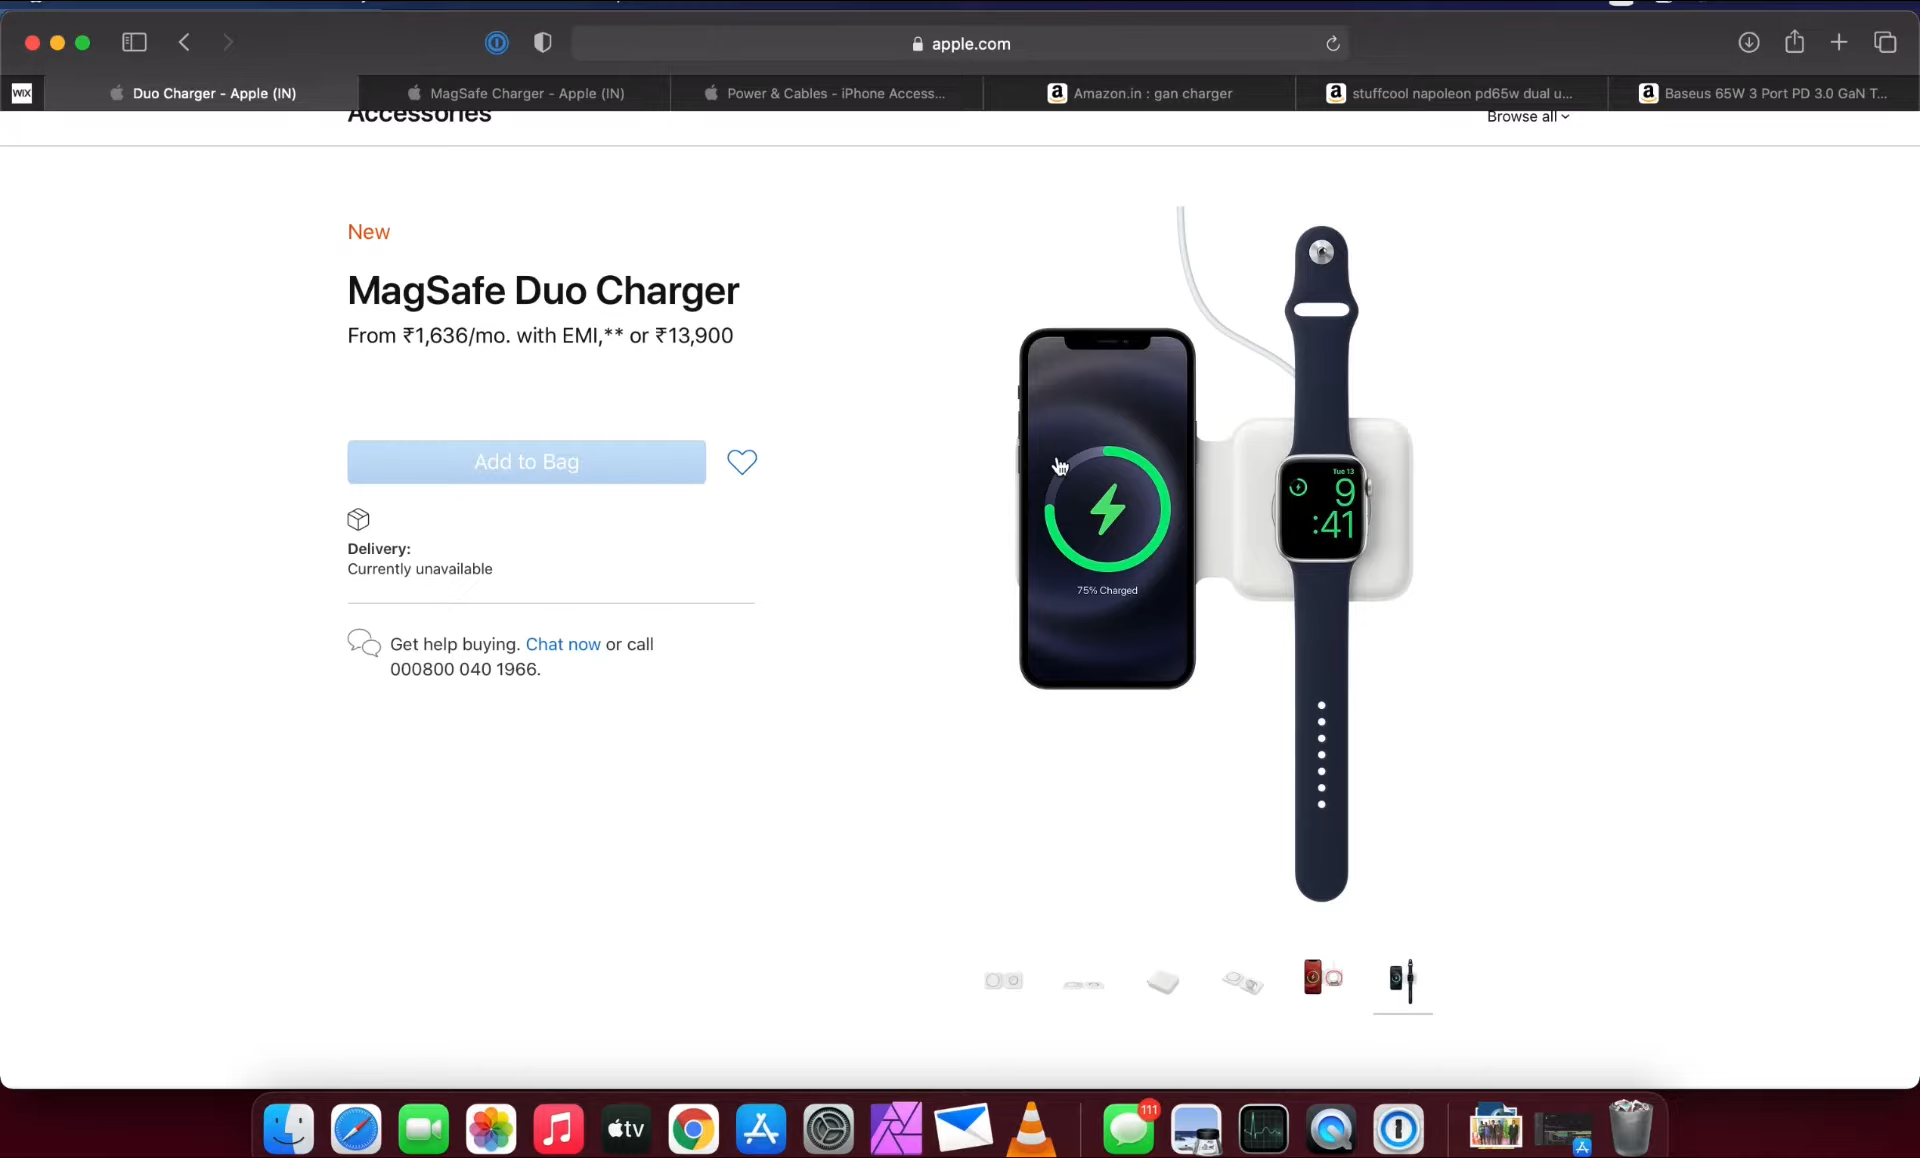 apple.com
WIX
Duo Charger - Apple (IN)
MagSafe Charger - Apple (IN)
Power & Cables - iPhone Access...
Amazon.in : gan charger
stuffcool napoleon pd65w dual u...
Baseus 65W 3 Port PD 3.0 GaN T...
Accessories
Browse all
New
MagSafe Duo Charger
From ₹1,636/mo. with EMI,** or ₹13,900
Add to Bag
Delivery:
Currently unavailable
Get help buying. Chat now or call
000800 040 1966.
75% Charged
Tue 13
9
:41
tv
111